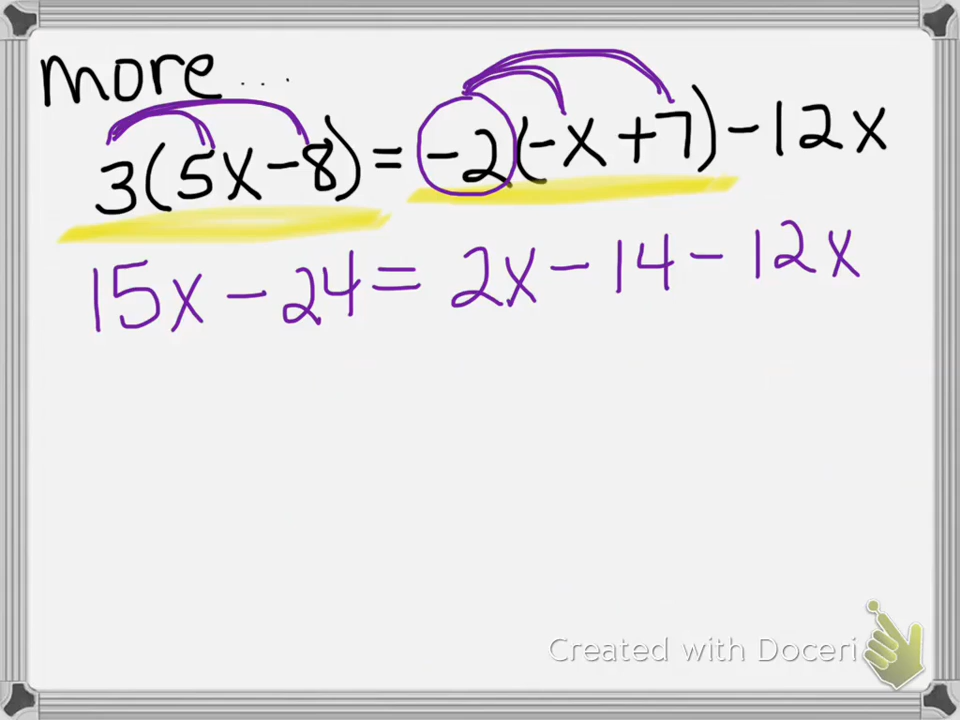 more...
3(5x-8) = -2(-x+7)-12x
15x-24 = 2x-14-12x
Created with Doceri